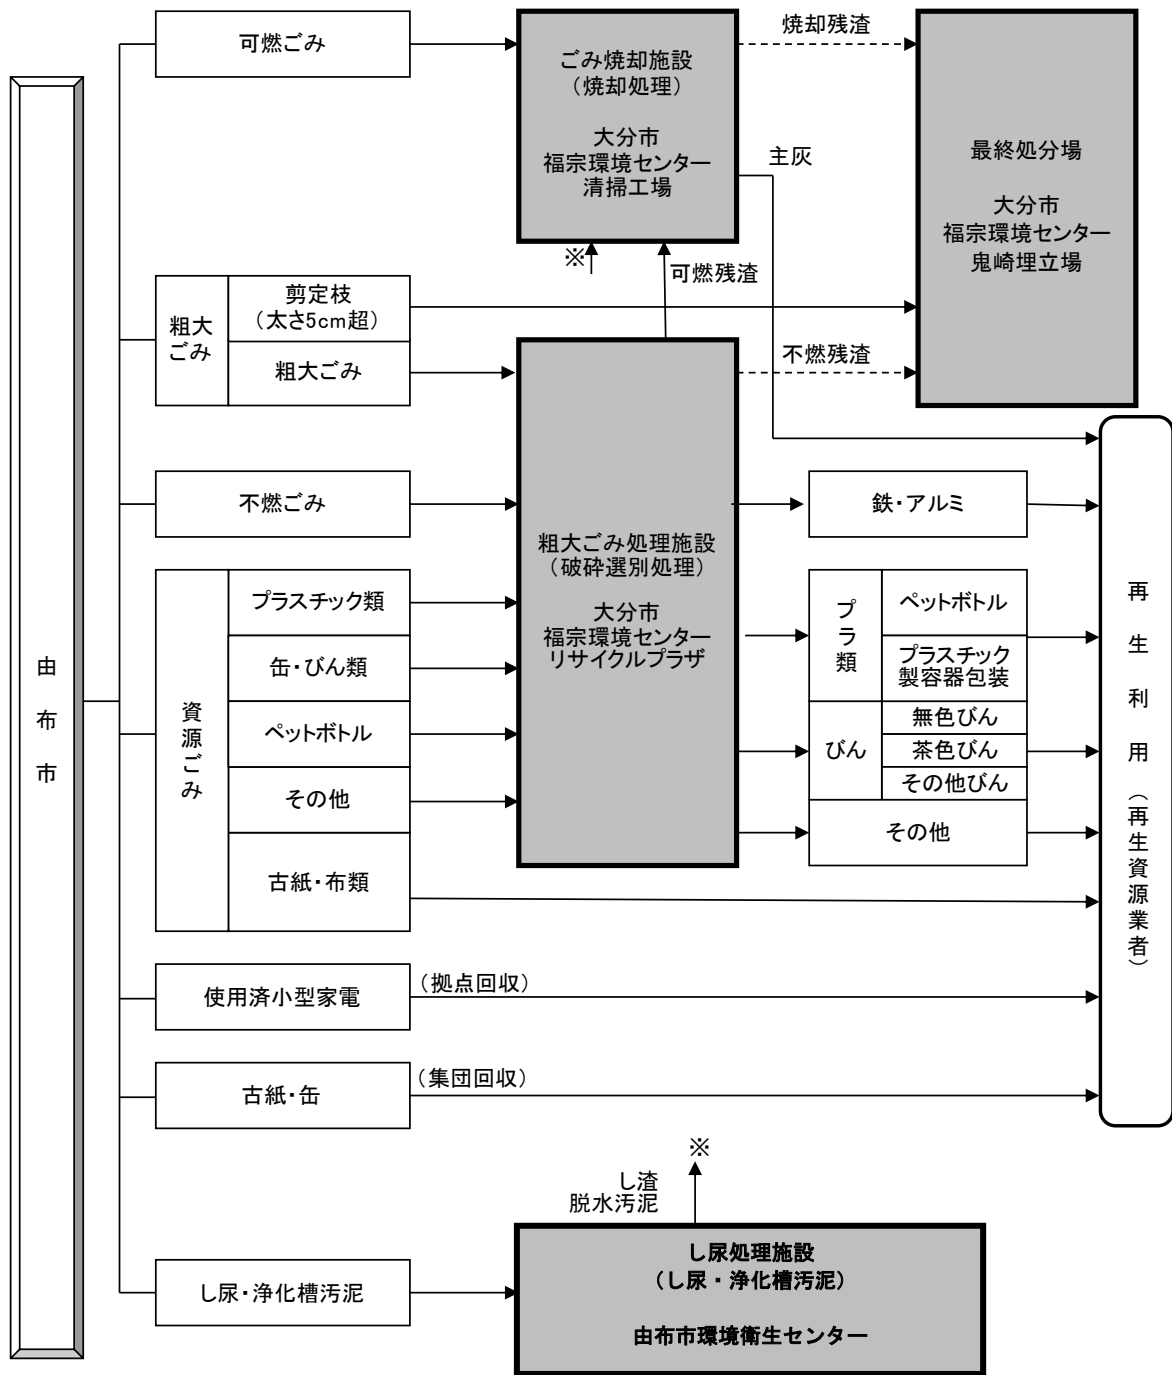 由布市
可燃ごみ
ごみ焼却施設
（焼却処理）
大分市
福宗環境センター
清掃工場
焼却残渣
主灰
最終処分場
大分市
福宗環境センター
鬼崎埋立場
※
可燃残渣
粗大
ごみ
剪定枝
（太さ5cm超）
粗大ごみ
不燃残渣
不燃ごみ
粗大ごみ処理施設
（破砕選別処理）
大分市
福宗環境センター
リサイクルプラザ
鉄・アルミ
資源ごみ
プラスチック類
缶・びん類
ペットボトル
その他
古紙・布類
プラ類
ペットボトル
プラスチック
製容器包装
びん
無色びん
茶色びん
その他びん
その他
再生利用（再生資源業者）
使用済小型家電
（拠点回収）
古紙・缶
（集団回収）
※
し渣
脱水汚泥
し尿・浄化槽汚泥
し尿処理施設
（し尿・浄化槽汚泥）
由布市環境衛生センター